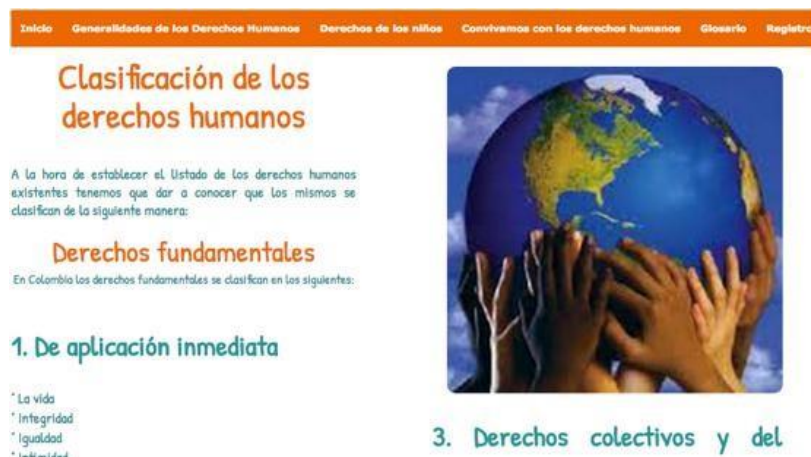 Inicio Generalidades de los Derechos Humanos Derechos de los niños Convivamos con los derechos humanos Glosario Registro
Clasificación de los
derechos humanos
A la hora de establecer el listado de los derechos humanos
existentes tenemos que dar a conocer que los mismos se
clasifican de la siguiente manera:
Derechos fundamentales
En Colombia los derechos fundamentales se clasifican en los siguientes:
1. De aplicación inmediata
* La vida
* Integridad
* Igualdad
* Intimidad
3. Derechos colectivos y del